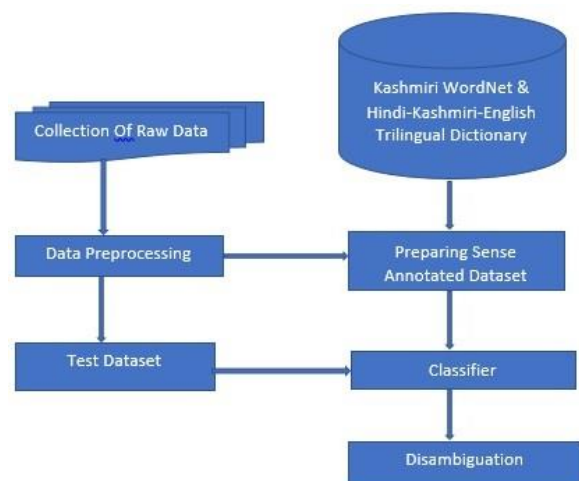 Collection Of Raw Data
Kashmiri WordNet &
Hindi-Kashmiri-English
Trilingual Dictionary
Data Preprocessing
Preparing Sense
Annotated Dataset
Test Dataset
Classifier
Disambiguation